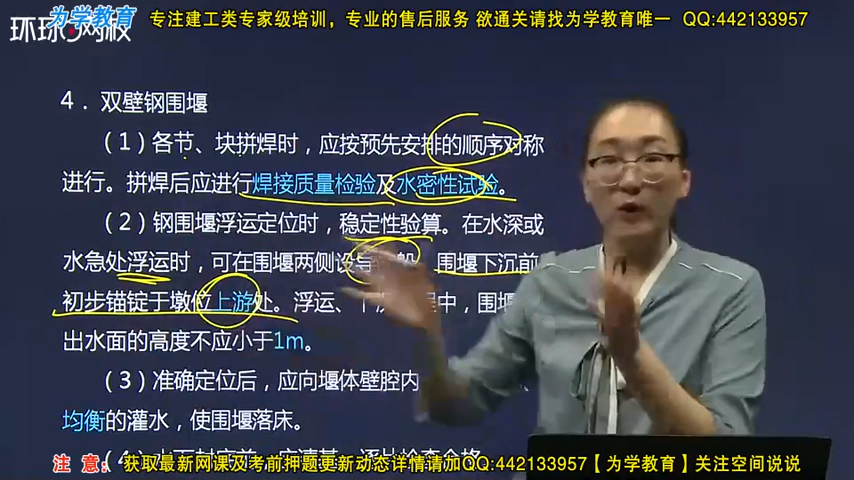 为学教育 专注建工类专家级培训，专业的售后服务 欲通关请找为学教育唯一 QQ:442133957
环球网校
4．双壁钢围堰
（1）各节、块拼焊时，应按预先安排的顺序对称
进行。拼焊后应进行焊接质量检验及水密性试验。
（2）钢围堰浮运定位时，稳定性验算。在水深或
水急处浮运时，可在围堰两侧设导 船 围堰下沉前
初步锚锭于墩位上游处。浮运、下 程中，围堰
出水面的高度不应小于1m。
（3）准确定位后，应向堰体壁腔内
均衡的灌水，使围堰落床。
注 意：获取最新网课及考前押题更新动态详情请加QQ:442133957【为学教育】关注空间说说